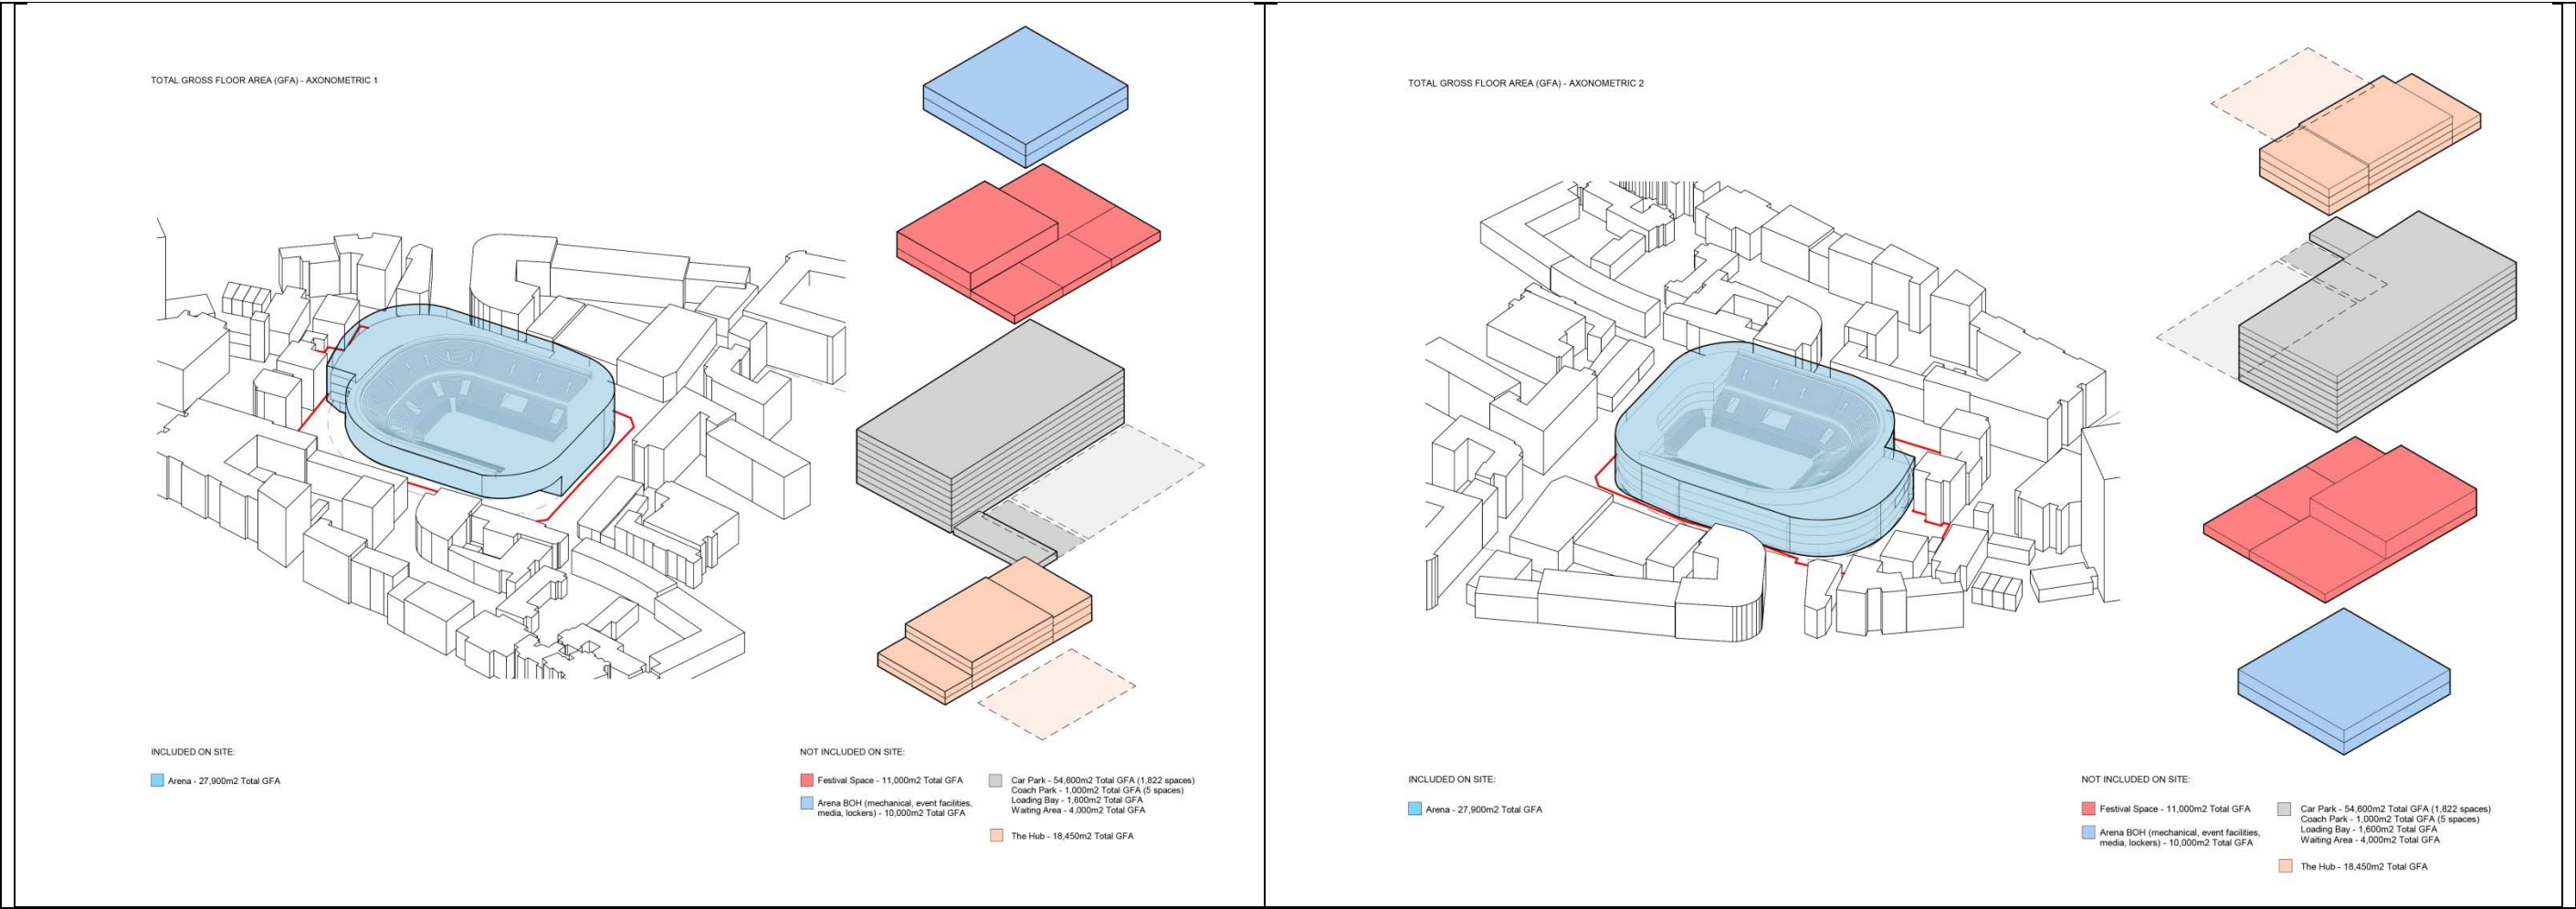 TOTAL GROSS FLOOR AREA (GFA) - AXONOMETRIC 1
INCLUDED ON SITE:
Arena - 27,900m2 Total GFA
NOT INCLUDED ON SITE:
Festival Space - 11,000m2 Total GFA
Arena BOH (mechanical, event facilities,
media, lockers) - 10,000m2 Total GFA
Car Park - 54,600m2 Total GFA (1,822 spaces)
Coach Park - 1,000m2 Total GFA (5 spaces)
Loading Bay - 1,600m2 Total GFA
Waiting Area - 4,000m2 Total GFA
The Hub - 18,450m2 Total GFA
TOTAL GROSS FLOOR AREA (GFA) - AXONOMETRIC 2
INCLUDED ON SITE:
Arena - 27,900m2 Total GFA
NOT INCLUDED ON SITE:
Festival Space - 11,000m2 Total GFA
Arena BOH (mechanical, event facilities,
media, lockers) - 10,000m2 Total GFA
Car Park - 54,600m2 Total GFA (1,822 spaces)
Coach Park - 1,000m2 Total GFA (5 spaces)
Loading Bay - 1,600m2 Total GFA
Waiting Area - 4,000m2 Total GFA
The Hub - 18,450m2 Total GFA